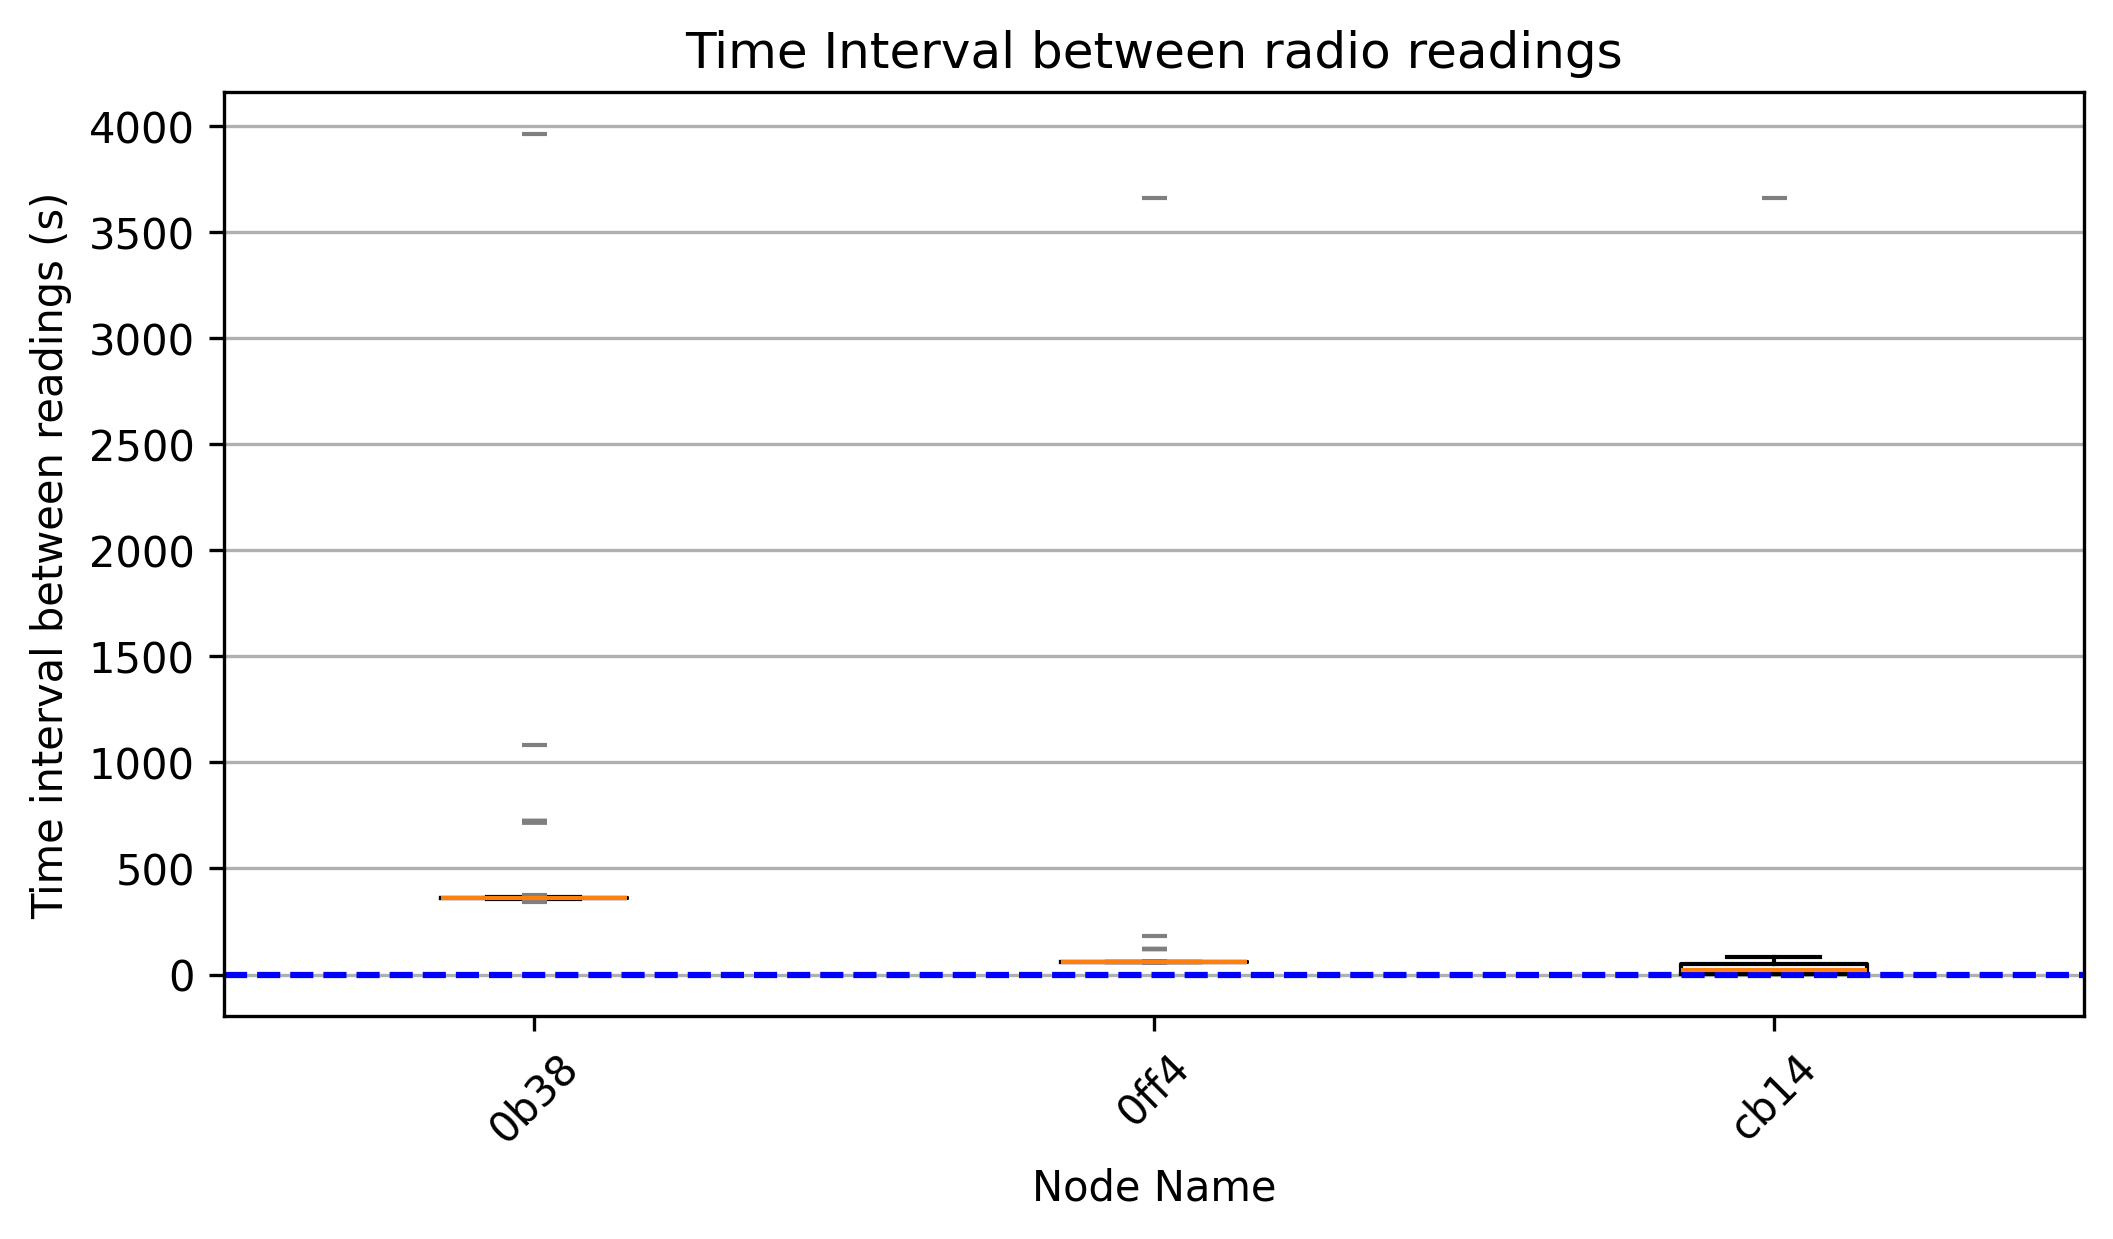 Time Interval between radio readings
Time interval between readings (s)
4000
3500
3000
2500
2000
1500
1000
500
0
0b38
0ff4
cb14
Node Name